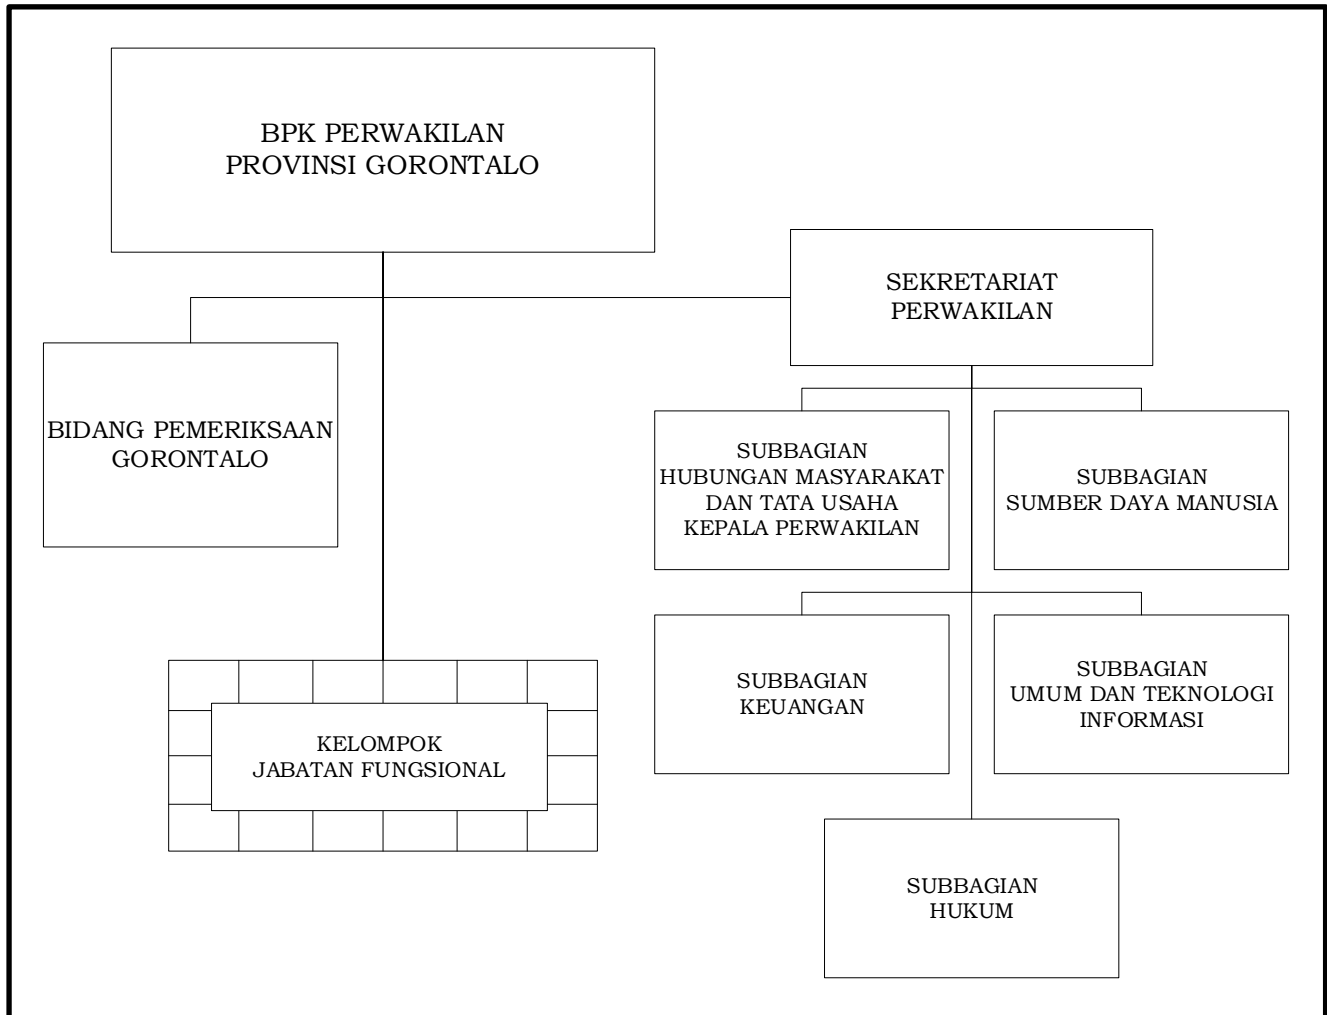 BPK PERWAKILAN
PROVINSI GORONTALO
SEKRETARIAT
PERWAKILAN
BIDANG PEMERIKSAAN
GORONTALO
SUBBAGIAN
HUBUNGAN MASYARAKAT
DAN TATA USAHA
KEPALA PERWAKILAN
SUBBAGIAN
SUMBER DAYA MANUSIA
SUBBAGIAN
KEUANGAN
SUBBAGIAN
UMUM DAN TEKNOLOGI
INFORMASI
KELOMPOK
JABATAN FUNGSIONAL
SUBBAGIAN
HUKUM